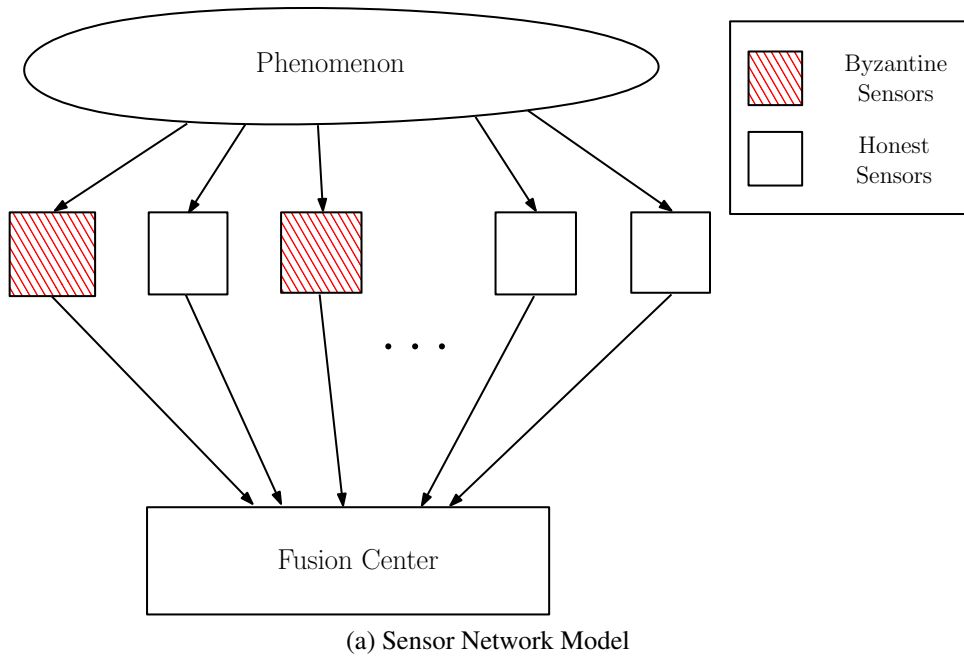 Phenomenon
Byzantine
Sensors
Honest
Sensors
. . .
Fusion Center
(a) Sensor Network Model